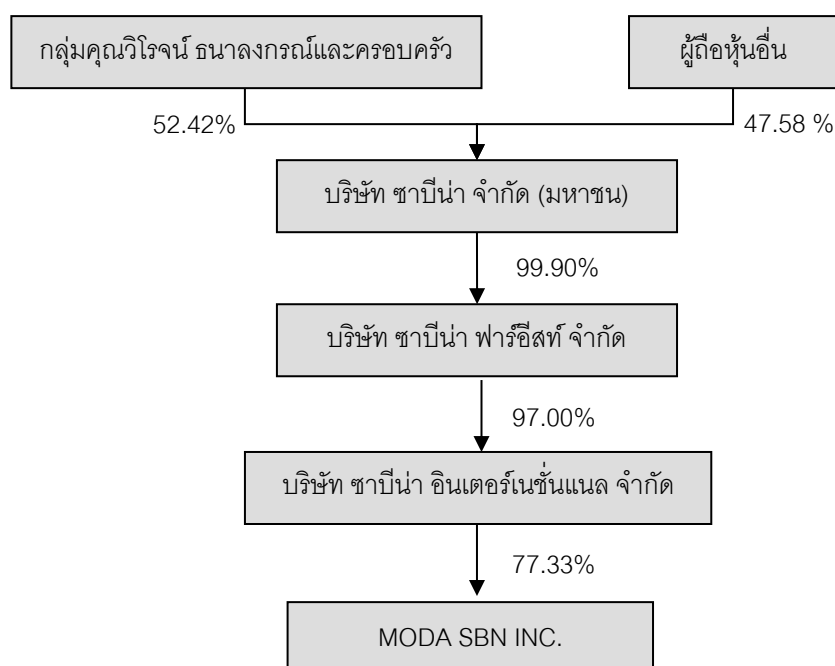 กลุ่มคุณวิโรจน์ ธนาลงกรณ์และครอบครัว
ผู้ถือหุ้นอื่น
52.42%
47.58 %
บริษัท ซาบีน่า จำกัด (มหาชน)
99.90%
บริษัท ซาบีน่า ฟาร์อีสท์ จำกัด
97.00%
บริษัท ซาบีน่า อินเตอร์เนชั่นแนล จำกัด
77.33%
MODA SBN INC.